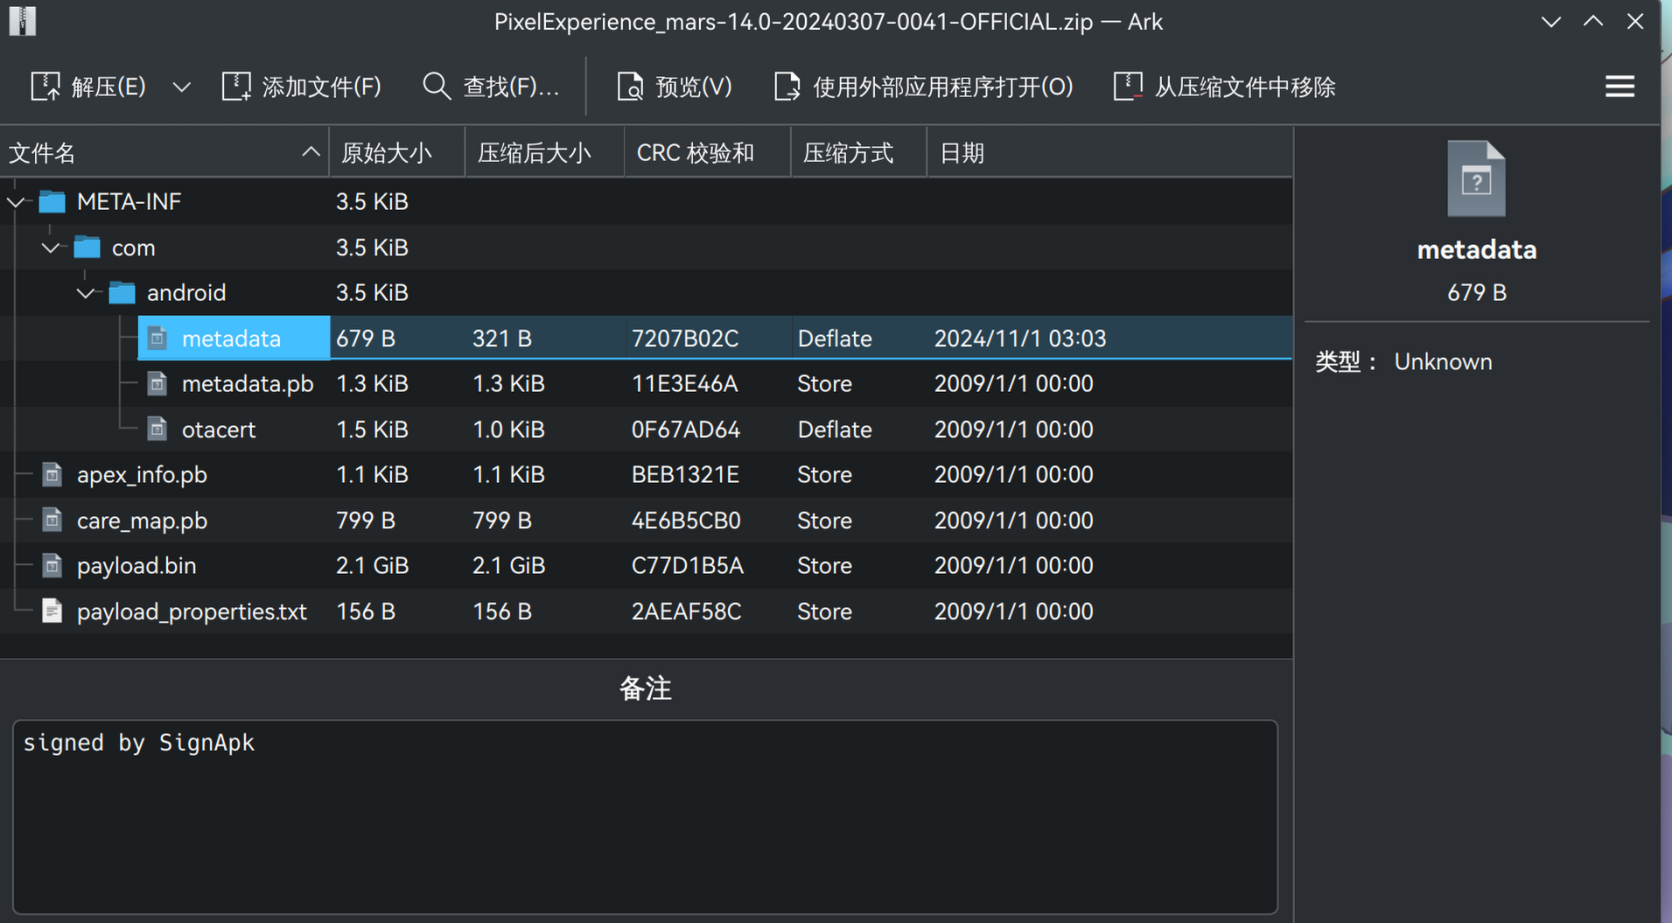 PixelExperience_mars-14.0-20240307-0041-OFFICIAL.zip — Ark
解压(E) 添加文件(F) 查找(F)... 预览(V) 使用外部应用程序打开(O) 从压缩文件中移除
文件名 原始大小 压缩后大小 CRC 校验和 压缩方式 日期
META-INF 3.5 KiB
com 3.5 KiB
android 3.5 KiB
metadata 679 B 321 B 7207B02C Deflate 2024/11/1 03:03
metadata.pb 1.3 KiB 1.3 KiB 11E3E46A Store 2009/1/1 00:00
otacert 1.5 KiB 1.0 KiB 0F67AD64 Deflate 2009/1/1 00:00
apex_info.pb 1.1 KiB 1.1 KiB BEB1321E Store 2009/1/1 00:00
care_map.pb 799 B 799 B 4E6B5CB0 Store 2009/1/1 00:00
payload.bin 2.1 GiB 2.1 GiB C77D1B5A Store 2009/1/1 00:00
payload_properties.txt 156 B 156 B 2AEAF58C Store 2009/1/1 00:00
备注
signed by SignApk
metadata
679 B
类型： Unknown